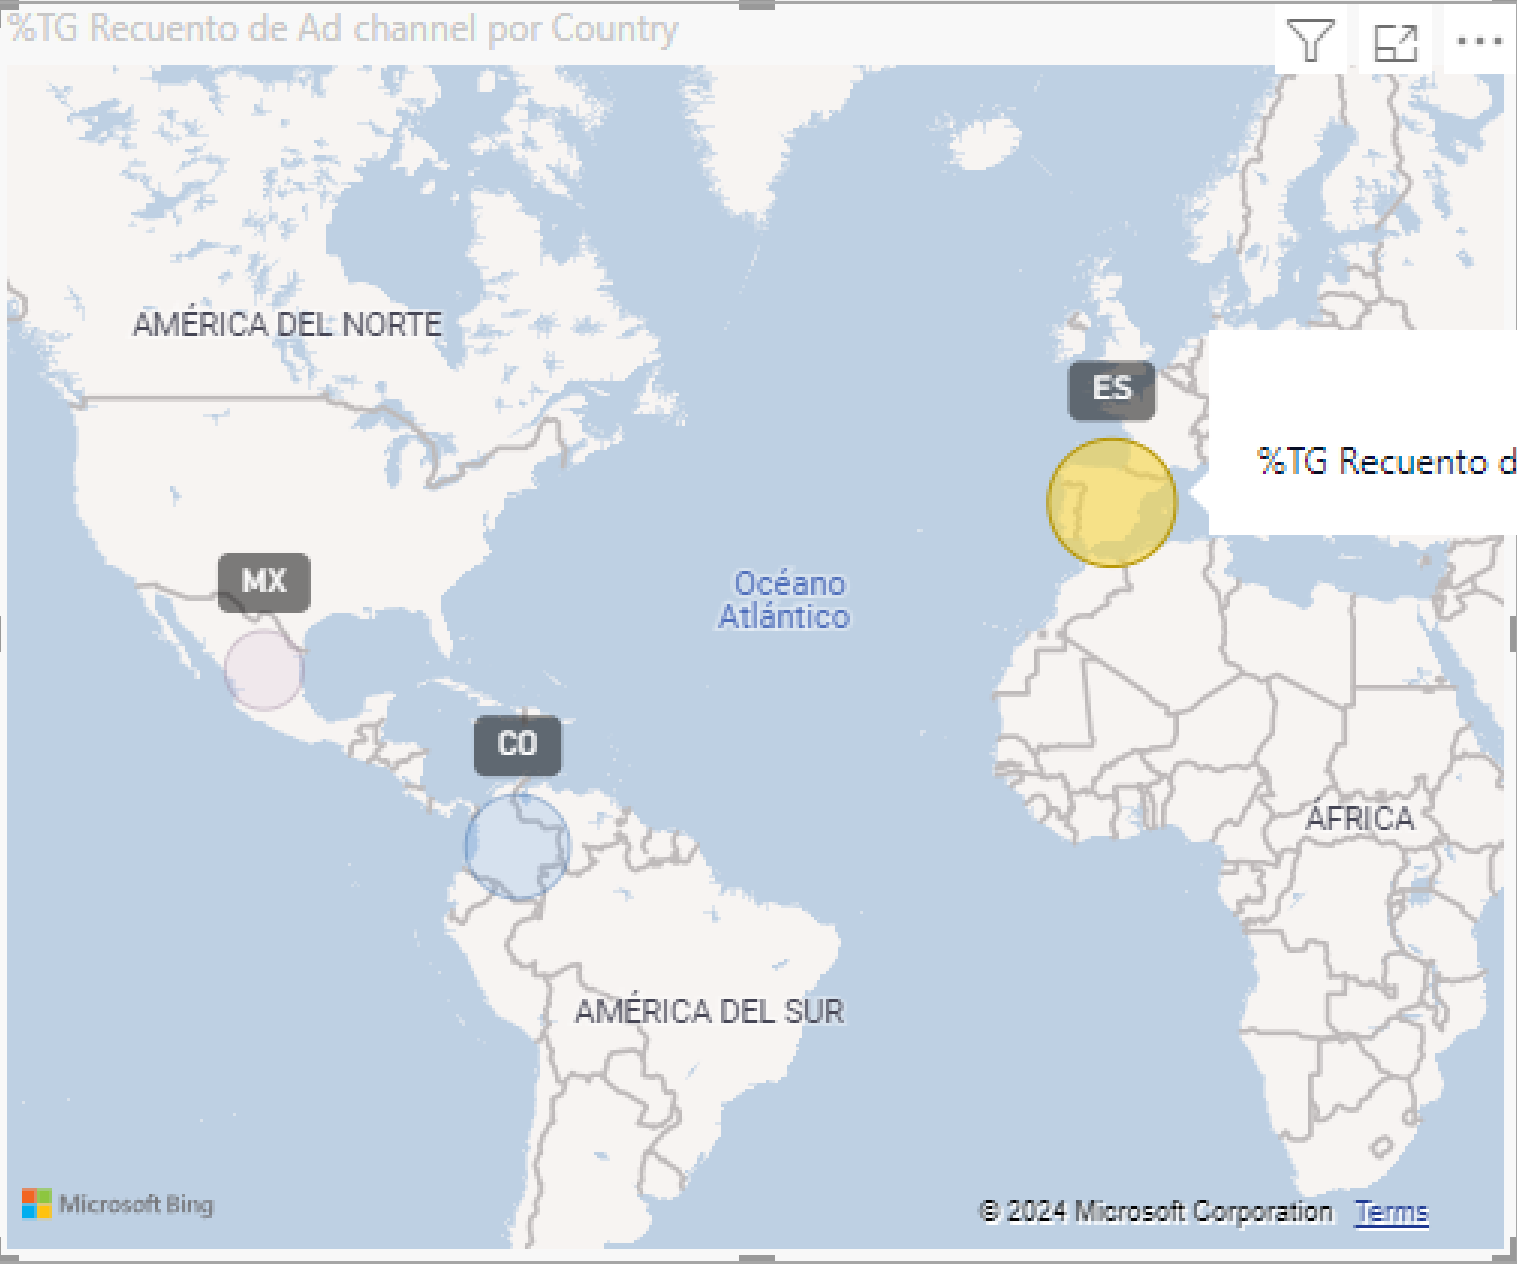 %TG Recuento de Ad channel por Country
AMÉRICA DEL NORTE
ES
%TG Recuento d
MX
Océano
Atlántico
CO
ÁFRICA
AMÉRICA DEL SUR
Microsoft Bing
© 2024 Microsoft Corporation Terms